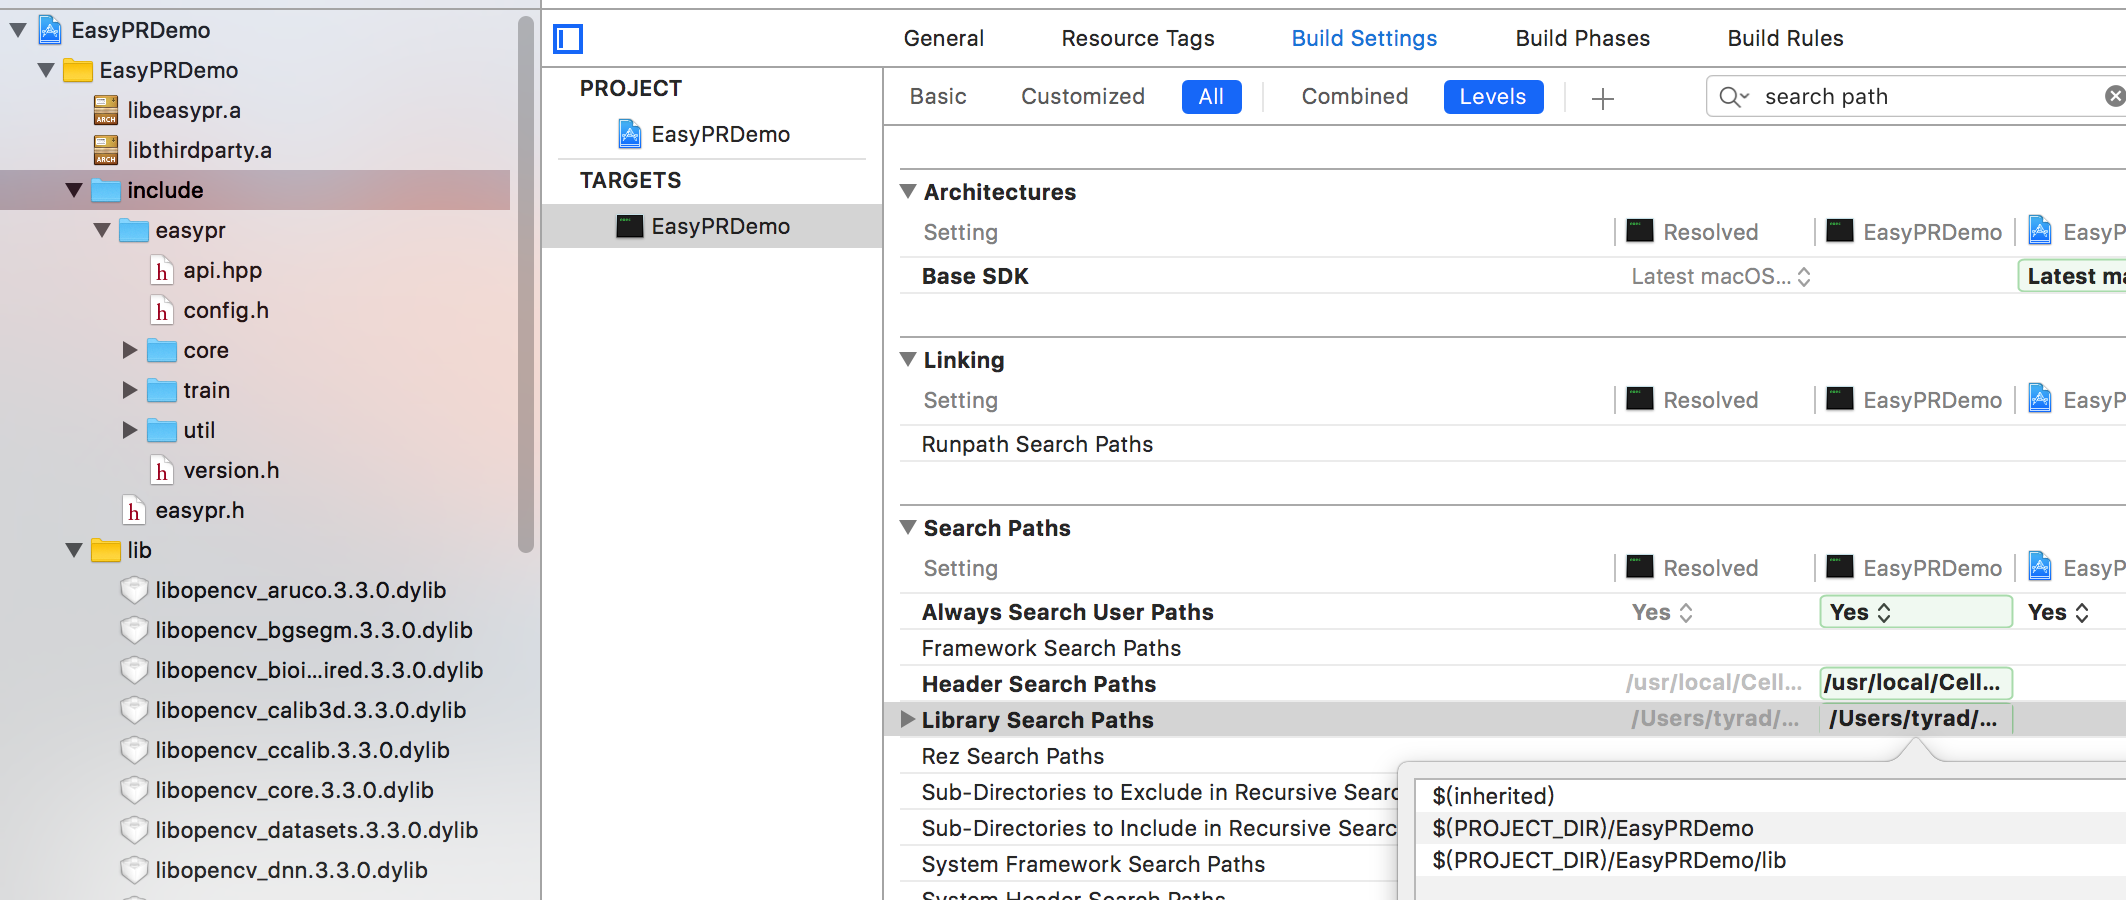 EasyPRDemo
EasyPRDemo
libeasypr.a
libthirdparty.a
include
easypr
api.hpp
config.h
core
train
util
version.h
easypr.h
lib
libopencv_aruco.3.3.0.dylib
libopencv_bgsegm.3.3.0.dylib
libopencv_bioi...ired.3.3.0.dylib
libopencv_calib3d.3.3.0.dylib
libopencv_ccalib.3.3.0.dylib
libopencv_core.3.3.0.dylib
libopencv_datasets.3.3.0.dylib
libopencv_dnn.3.3.0.dylib
General Resource Tags Build Settings Build Phases Build Rules
PROJECT
EasyPRDemo
TARGETS
EasyPRDemo
Basic Customized All Combined Levels search path
Architectures
Setting Resolved EasyPRDemo EasyP
Base SDK Latest macOS... Latest ma
Linking
Setting Resolved EasyPRDemo EasyP
Runpath Search Paths
Search Paths
Setting Resolved EasyPRDemo EasyP
Always Search User Paths Yes Yes Yes
Framework Search Paths
Header Search Paths /usr/local/Cell... /usr/local/Cell...
Library Search Paths /Users/tyrad/... /Users/tyrad/...
Rez Search Paths
Sub-Directories to Exclude in Recursive Searc
Sub-Directories to Include in Recursive Searc
System Framework Search Paths
System Header Search Paths
$(inherited)
$(PROJECT_DIR)/EasyPRDemo
$(PROJECT_DIR)/EasyPRDemo/lib